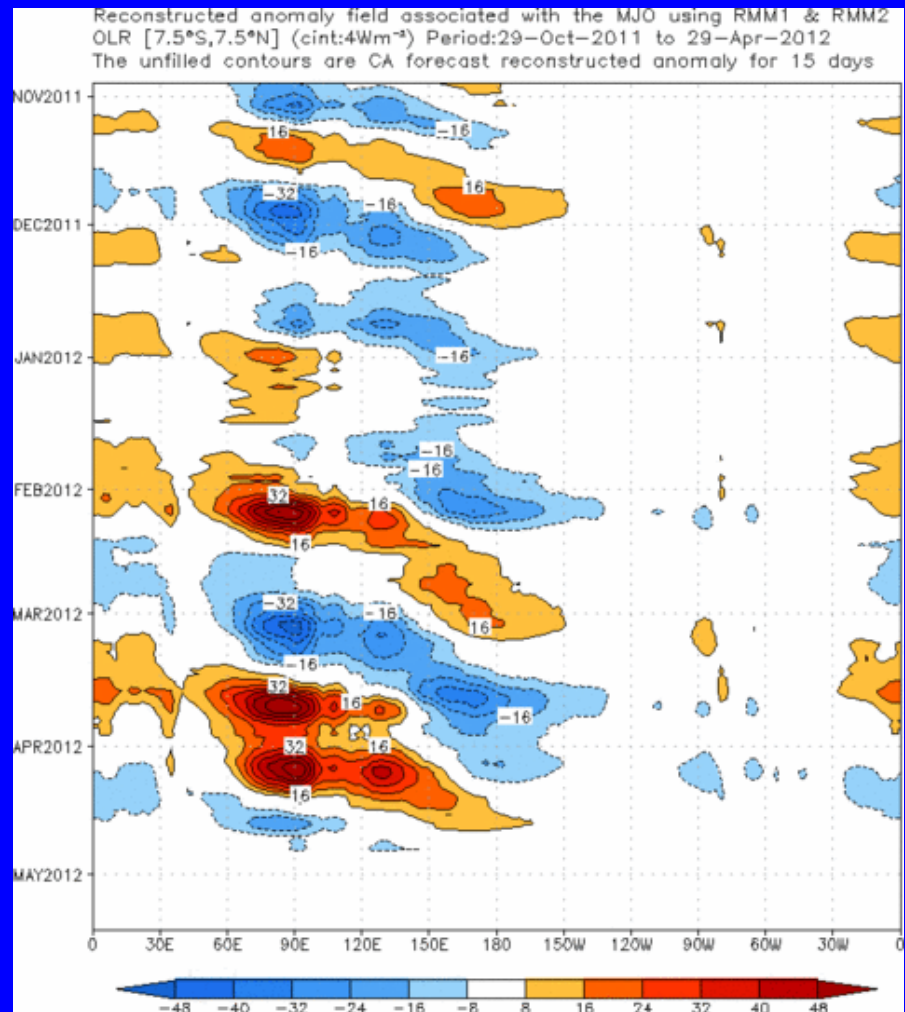 Reconstructed anomaly field associated with the MJO using RMM1 & RMM2
OLR [7.5°S,7.5°N] (cint:4Wm⁻²) Period:29-Oct-2011 to 29-Apr-2012
The unfilled contours are CA forecast reconstructed anomaly for 15 days
NOV2011
-16
16
-32
-16
16
DEC2011
-16
JAN2012
-16
-16
-16
FEB2012
32
16
16
MAR2012
-32
-16
16
-16
32
16
-16
APR2012
32
16
16
MAY2012
0 30E 60E 90E 120E 150E 180 150W 120W 90W 60W 30W 0
-48 -40 -32 -24 -16 -8 8 16 24 32 40 48